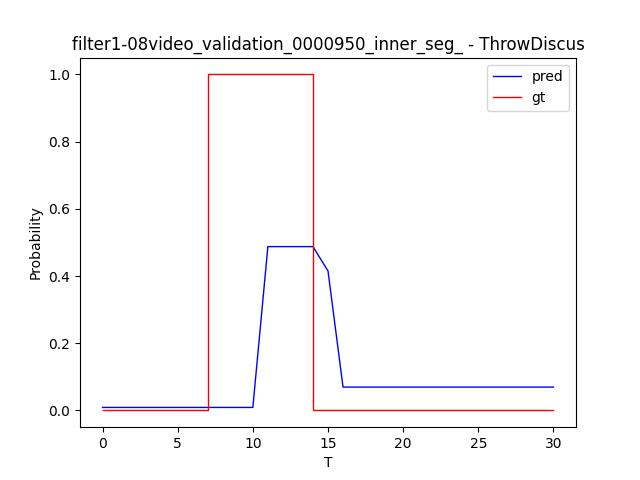 filter1-08video_validation_0000950_inner_seg_ - ThrowDiscus
pred
gt
1.0
0.8
0.6
0.4
0.2
0.0
Probability
0
5
10
15
20
25
30
T